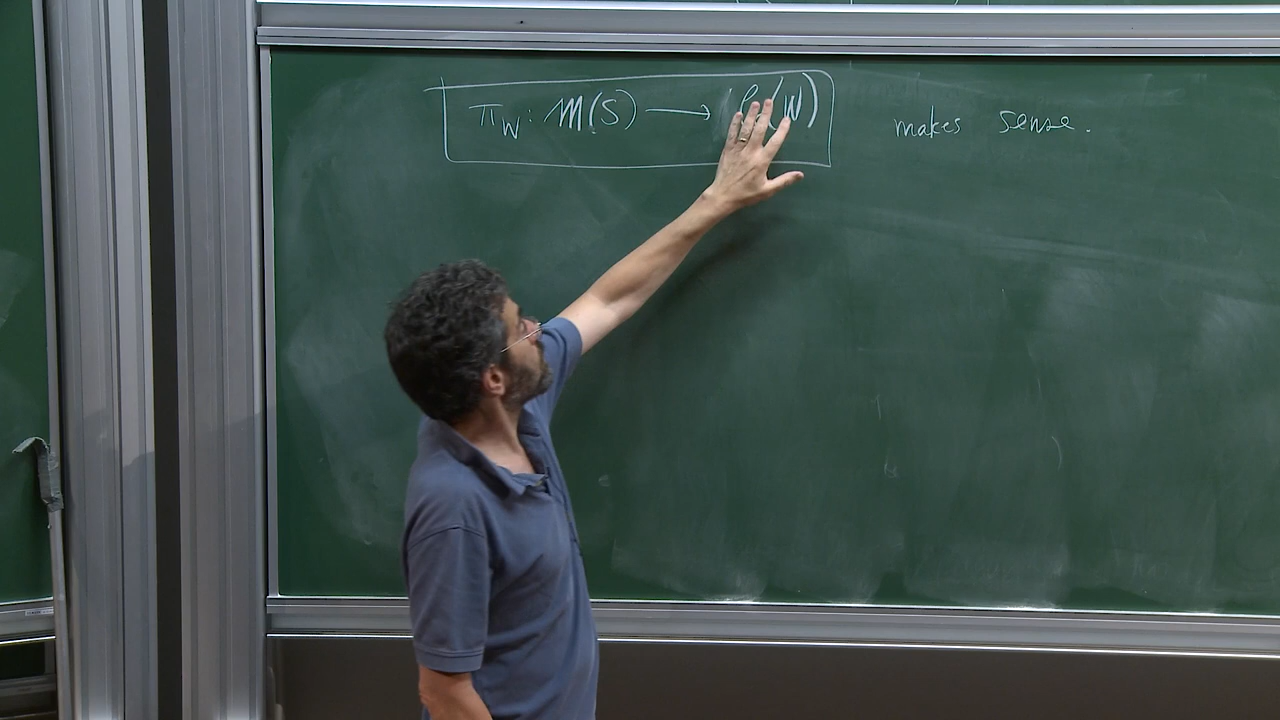 π_W : M(S) ⟶ (W) makes sense.